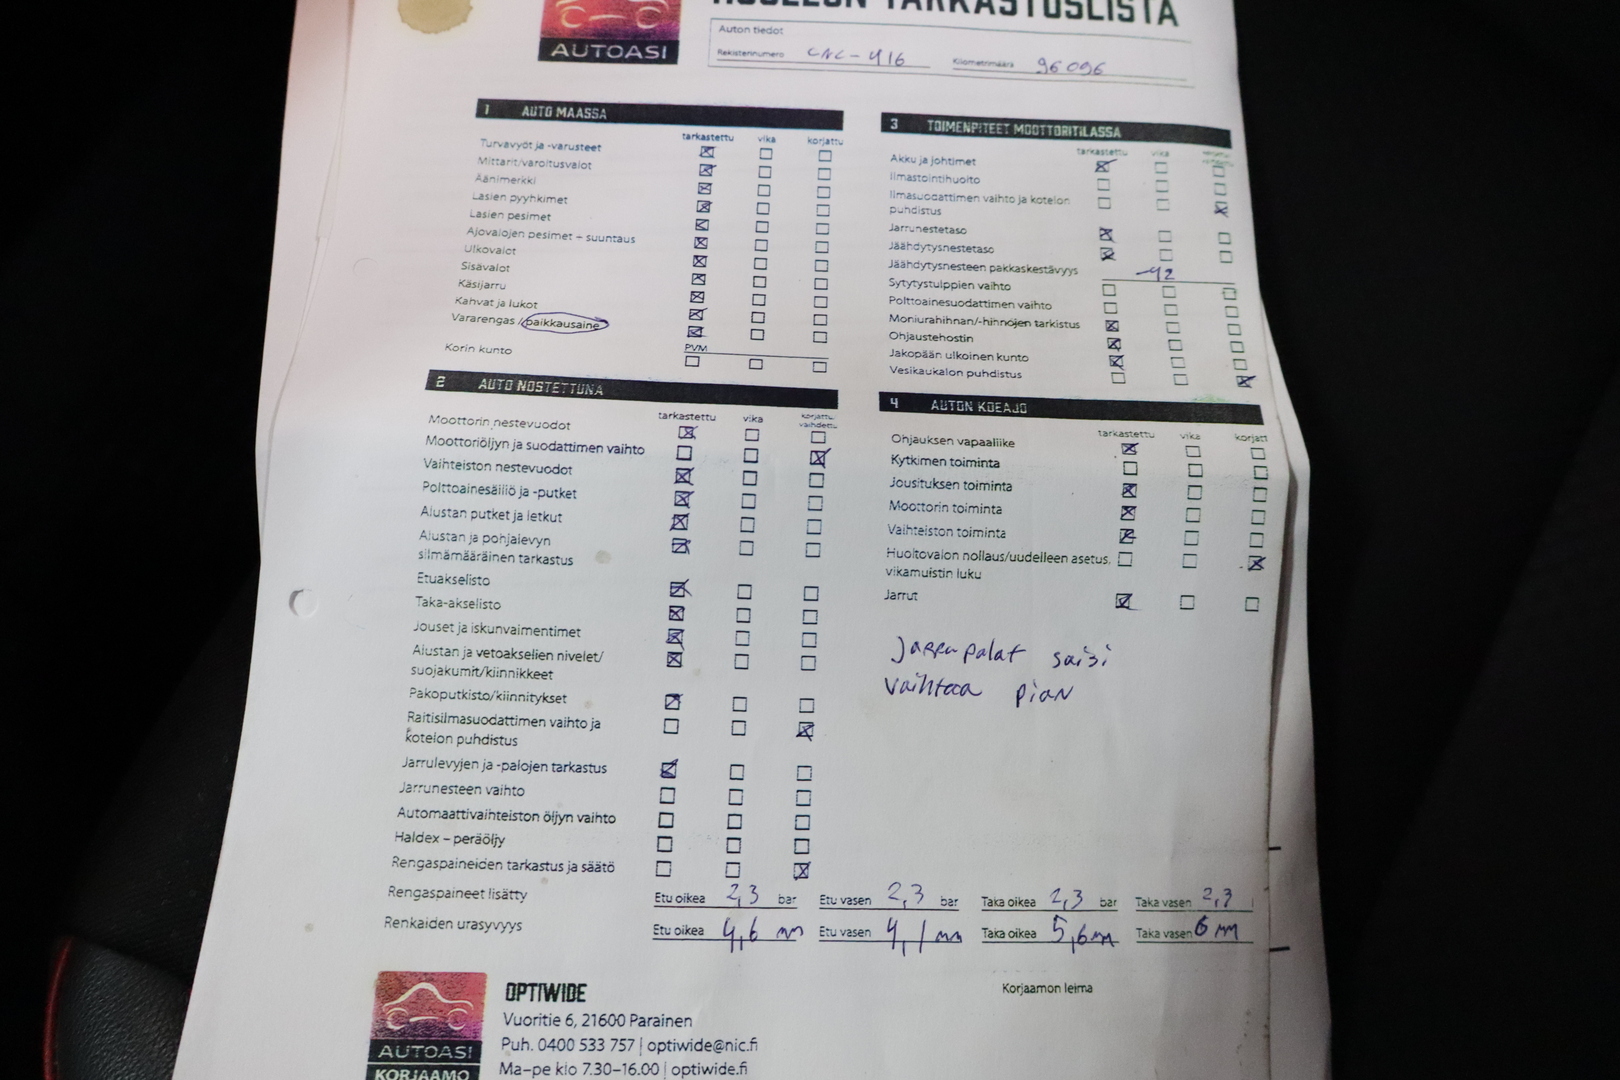 TARKASTUSLISTA
AUTOASI
Auton tiedot
Rekisterinumero CNC-416 Kilometrimäärä 96096
1 AUTO MAASSA
tarkastettu vika korjattu
Turvavyöt ja -varusteet
Mittarit/varoitusvalot
Äänimerkki
Lasien pyyhkimet
Lasien pesimet
Ajovalojen pesimet – suuntaus
Ulkovalot
Sisävalot
Käsijarru
Kahvat ja lukot
Vararengas / paikkausaine
PVM
Korin kunto
2 AUTO NOSTETTUNA
tarkastettu vika korjattu/vaihdettu
Moottorin nestevuodot
Moottoriöljyn ja suodattimen vaihto
Vaihteiston nestevuodot
Polttoainesäiliö ja -putket
Alustan putket ja letkut
Alustan ja pohjalevyn
silmämääräinen tarkastus
Etuakselisto
Taka-akselisto
Jouset ja iskunvaimentimet
Alustan ja vetoakselien nivelet/
suojakumit/kiinnikkeet
Pakoputkisto/kiinnitykset
Raitisilmasuodattimen vaihto ja
kotelon puhdistus
Jarrulevyjen ja -palojen tarkastus
Jarrunesteen vaihto
Automaattivaihteiston öljyn vaihto
Haldex – peräöljy
Rengaspaineiden tarkastus ja säätö
Rengaspaineet lisätty Etu oikea 2,3 bar Etu vasen 2,3 bar Taka oikea 2,3 bar Taka vasen 2,3
Renkaiden urasyvyys Etu oikea 4,6 mm Etu vasen 4,1 mm Taka oikea 5,6 mm Taka vasen 6 mm
3 TOIMENPITEET MOOTTORITILASSA
tarkastettu vika
Akku ja johtimet
Ilmastointihuolto
Ilmasuodattimen vaihto ja kotelon
puhdistus
Jarrunestetaso
Jäähdytysnestetaso
Jäähdytysnesteen pakkaskestävyys -42
Sytytystulppien vaihto
Polttoainesuodattimen vaihto
Moniurahihnan/-hihnojen tarkistus
Ohjaustehostin
Jakopään ulkoinen kunto
Vesikaukalon puhdistus
4 AUTON KOEAJO
tarkastettu vika korjatt
Ohjauksen vapaaliike
Kytkimen toiminta
Jousituksen toiminta
Moottorin toiminta
Vaihteiston toiminta
Huoltovalon nollaus/uudelleen asetus,
vikamuistin luku
Jarrut
Jarrupalat saisi
vaihtaa pian
AUTOASI
KORJAAMO
OPTIWIDE
Vuoritie 6, 21600 Parainen
Puh. 0400 533 757 | optiwide@nic.fi
Ma–pe klo 7.30–16.00 | optiwide.fi
Korjaamon leima